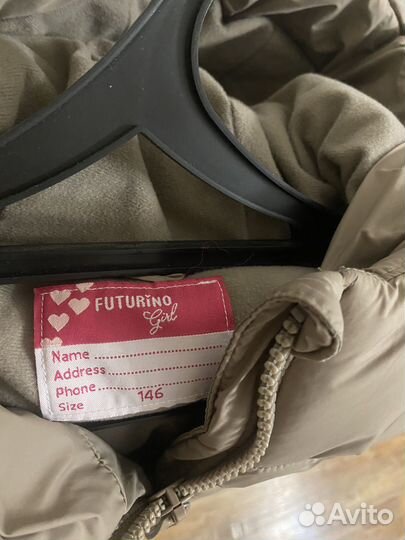 FUTURiNO
Girl
Name
Address
Phone
Size 146
Avito